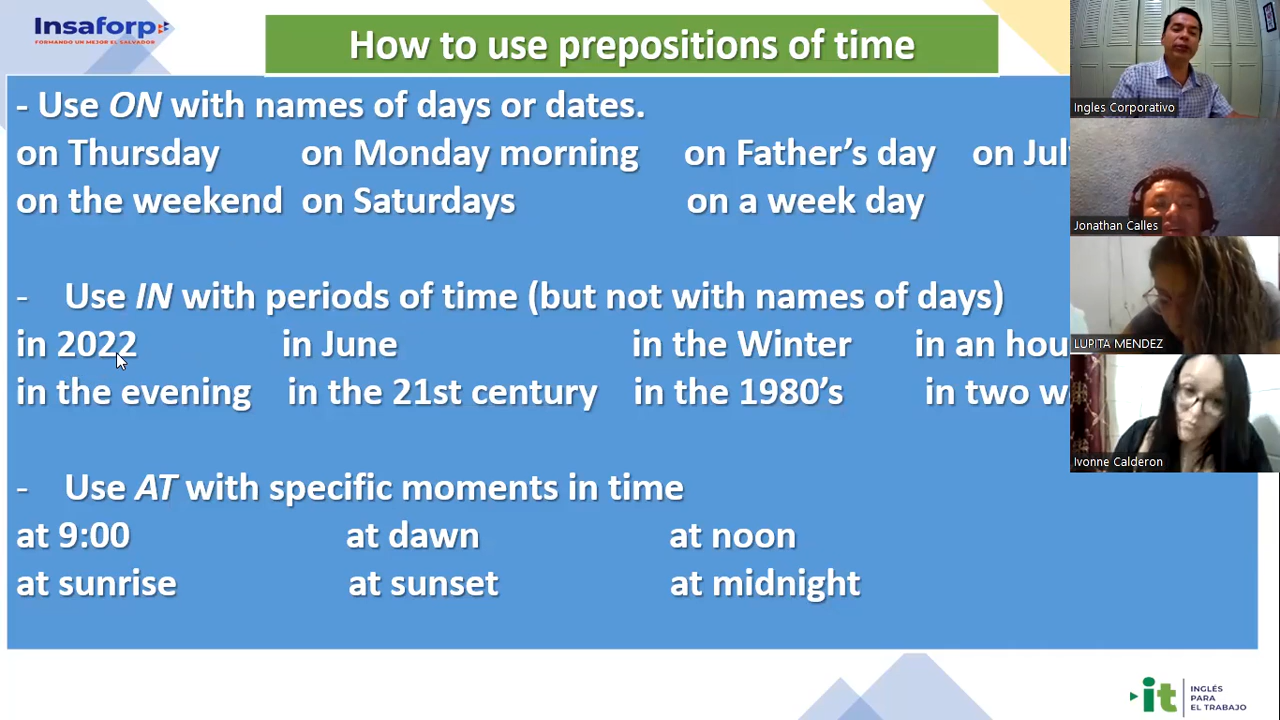 Insaforp
FORMANDO UN MEJOR EL SALVADOR
How to use prepositions of time
- Use ON with names of days or dates.
on Thursday on Monday morning on Father's day on
on the weekend on Saturdays on a week day
- Use IN with periods of time (but not with names of days)
in 2022 in June in the Winter in an
in the evening in the 21st century in the 1980's in two
- Use AT with specific moments in time
at 9:00 at dawn at noon
at sunrise at sunset at midnight
Ingles Corporativo
Jonathan Calles
LUPITA MENDEZ
Ivonne Calderon
it
INGLÉS
PARA
EL TRABAJO